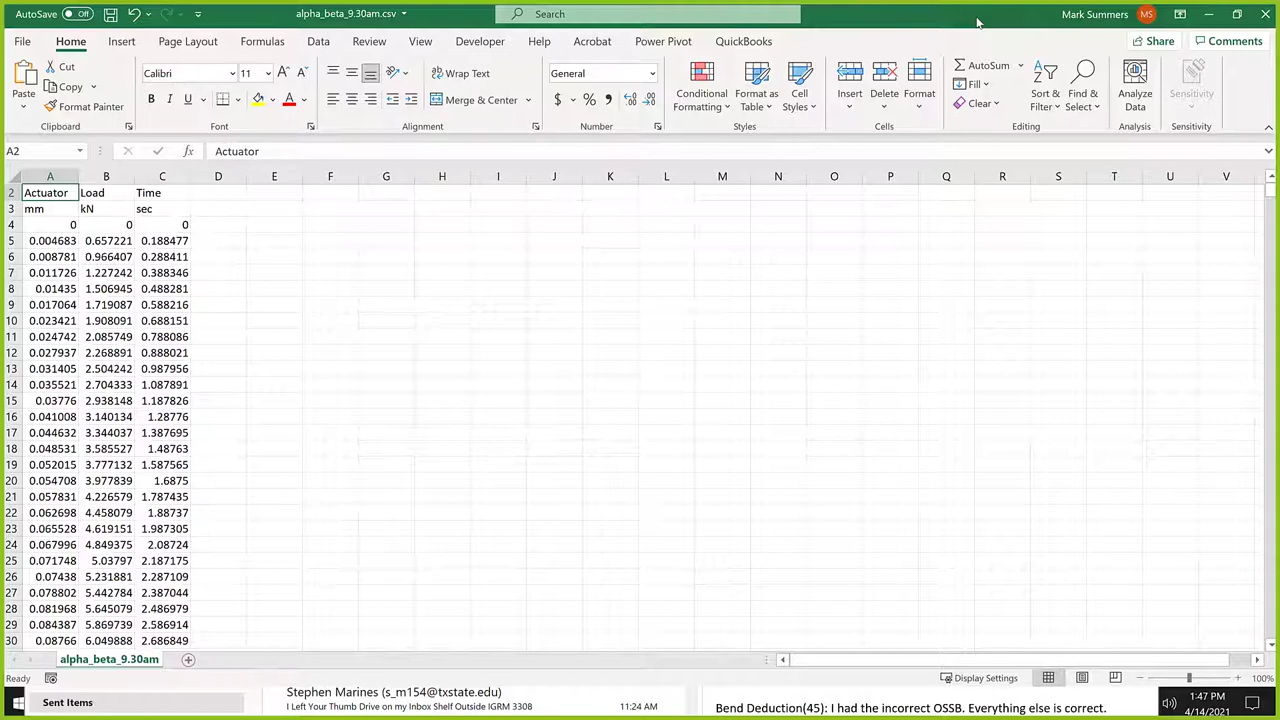 AutoSave Off alpha_beta_9.30am.csv Search Mark Summers MS
File Home Insert Page Layout Formulas Data Review View Developer Help Acrobat Power Pivot QuickBooks Share Comments
Paste Cut Calibri 11 Wrap Text General Conditional Formatting Format as Table Cell Styles Insert Delete Format AutoSum Sort & Filter Find & Select Analyze Data Sensitivity
Copy Fill
Format Painter B I U Merge & Center $ % Clear
Clipboard Font Alignment Number Styles Cells Editing Analysis Sensitivity
A2 fx Actuator
A B C D E F G H I J K L M N O P Q R S T U V
2 Actuator Load Time
3 mm kN sec
4 0 0 0
5 0.004683 0.657221 0.188477
6 0.008781 0.966407 0.288411
7 0.011726 1.227242 0.388346
8 0.01435 1.506945 0.488281
9 0.017064 1.719087 0.588216
10 0.023421 1.908091 0.688151
11 0.024742 2.085749 0.788086
12 0.027937 2.268891 0.888021
13 0.031405 2.504242 0.987956
14 0.035521 2.704333 1.087891
15 0.03776 2.938148 1.187826
16 0.041008 3.140134 1.28776
17 0.044632 3.344037 1.387695
18 0.048531 3.585527 1.48763
19 0.052015 3.777132 1.587565
20 0.054708 3.977839 1.6875
21 0.057831 4.226579 1.787435
22 0.062698 4.458079 1.88737
23 0.065528 4.619151 1.987305
24 0.067996 4.849375 2.08724
25 0.071748 5.03797 2.187175
26 0.07438 5.231881 2.287109
27 0.078802 5.442784 2.387044
28 0.081968 5.645079 2.486979
29 0.084387 5.869739 2.586914
30 0.08766 6.049888 2.686849
alpha_beta_9.30am
Ready Display Settings 100%
Sent Items Stephen Marines (s_m154@txstate.edu) 1:47 PM
I Left Your Thumb Drive on my Inbox Shelf Outside IGRM 3308 11:24 AM Bend Deduction(45): I had the incorrect OSSB. Everything else is correct. 4/14/2021